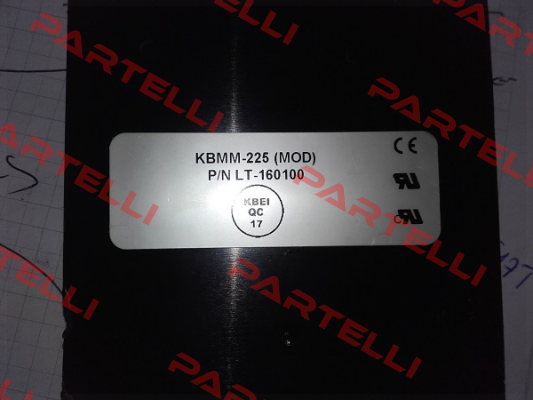 KBMM-225 (MOD)
P/N LT-160100
KBEI
QC
17
CE
PARTELLI
PARTELLI
PARTELLI
PARTELLI
PARTELLI
PARTELLI
PARTELLI